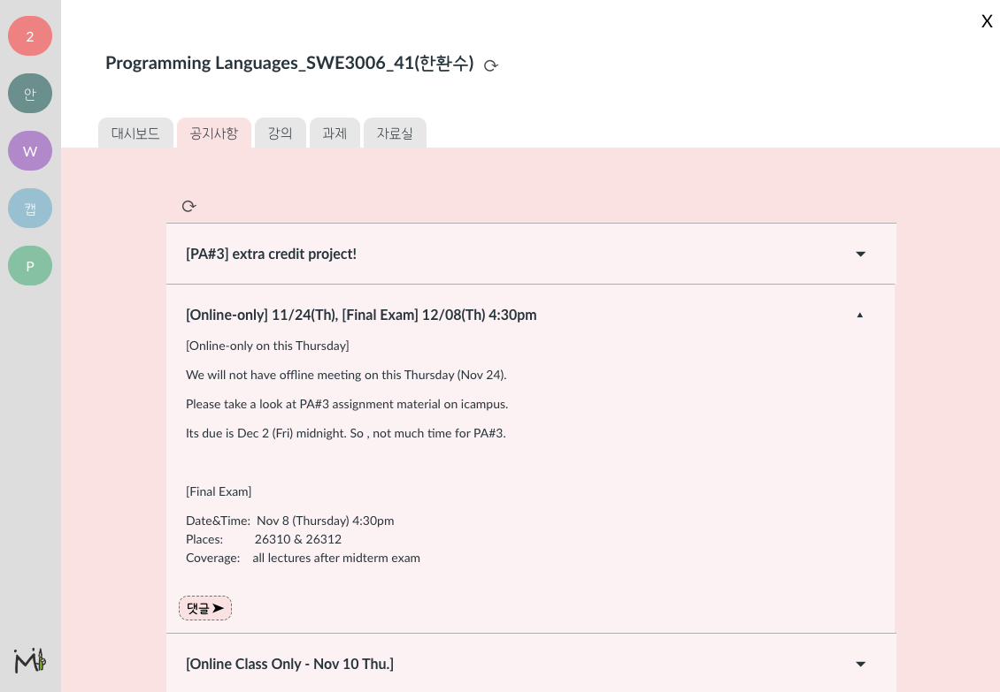 X
2
안
W
캡
P
Programming Languages_SWE3006_41(한환수)
대시보드
공지사항
강의
과제
자료실
[PA#3] extra credit project!
[Online-only] 11/24(Th), [Final Exam] 12/08(Th) 4:30pm
[Online-only on this Thursday]
We will not have offline meeting on this Thursday (Nov 24).
Please take a look at PA#3 assignment material on icampus.
Its due is Dec 2 (Fri) midnight. So , not much time for PA#3.
[Final Exam]
Date&Time: Nov 8 (Thursday) 4:30pm
Places: 26310 & 26312
Coverage: all lectures after midterm exam
댓글 ➤
[Online Class Only - Nov 10 Thu.]